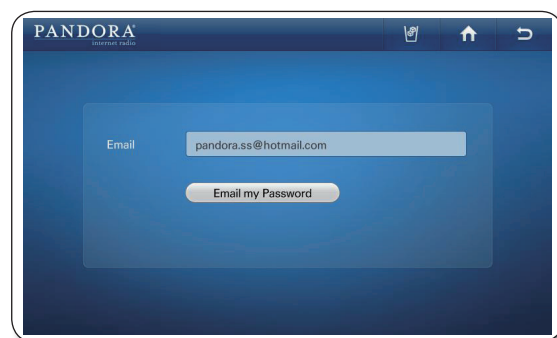 PANDORA®
internet radio
Email
pandora.ss@hotmail.com
Email my Password